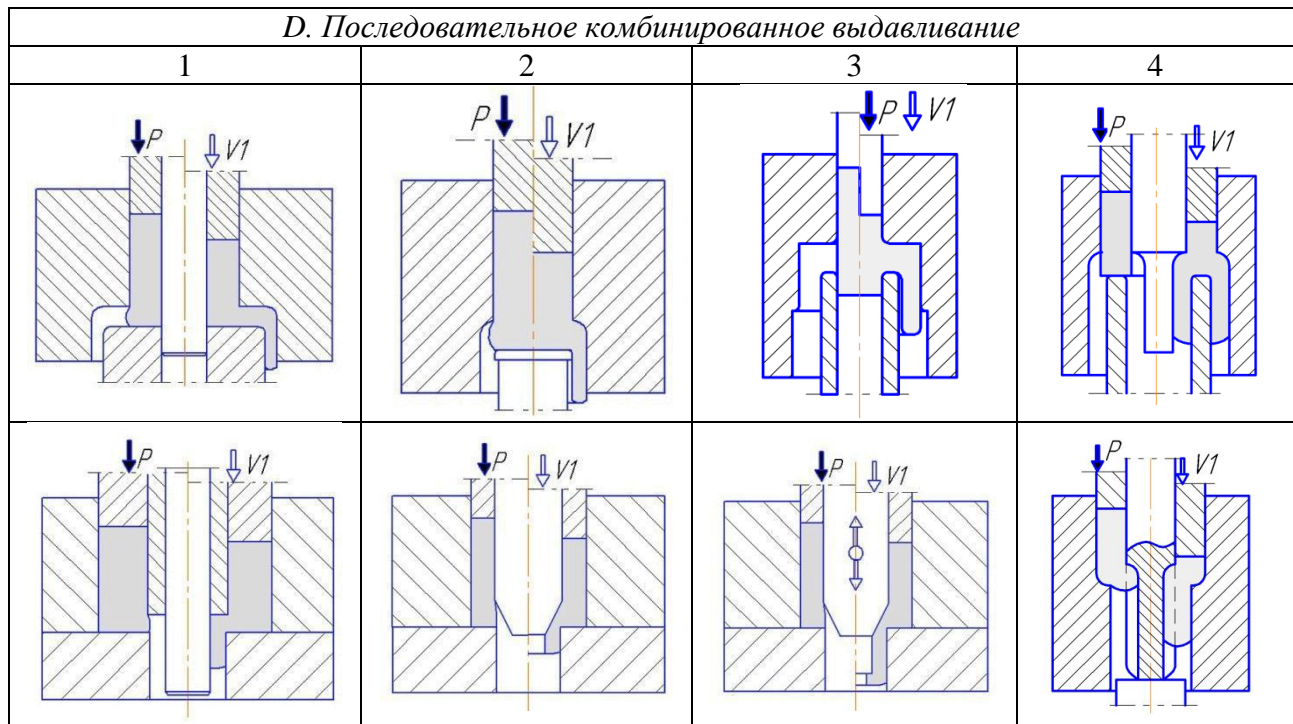 D. Последовательное комбинированное выдавливание
1 2 3 4
P V1 P V1 P V1 P V1
P V1 P V1 P V1 P V1